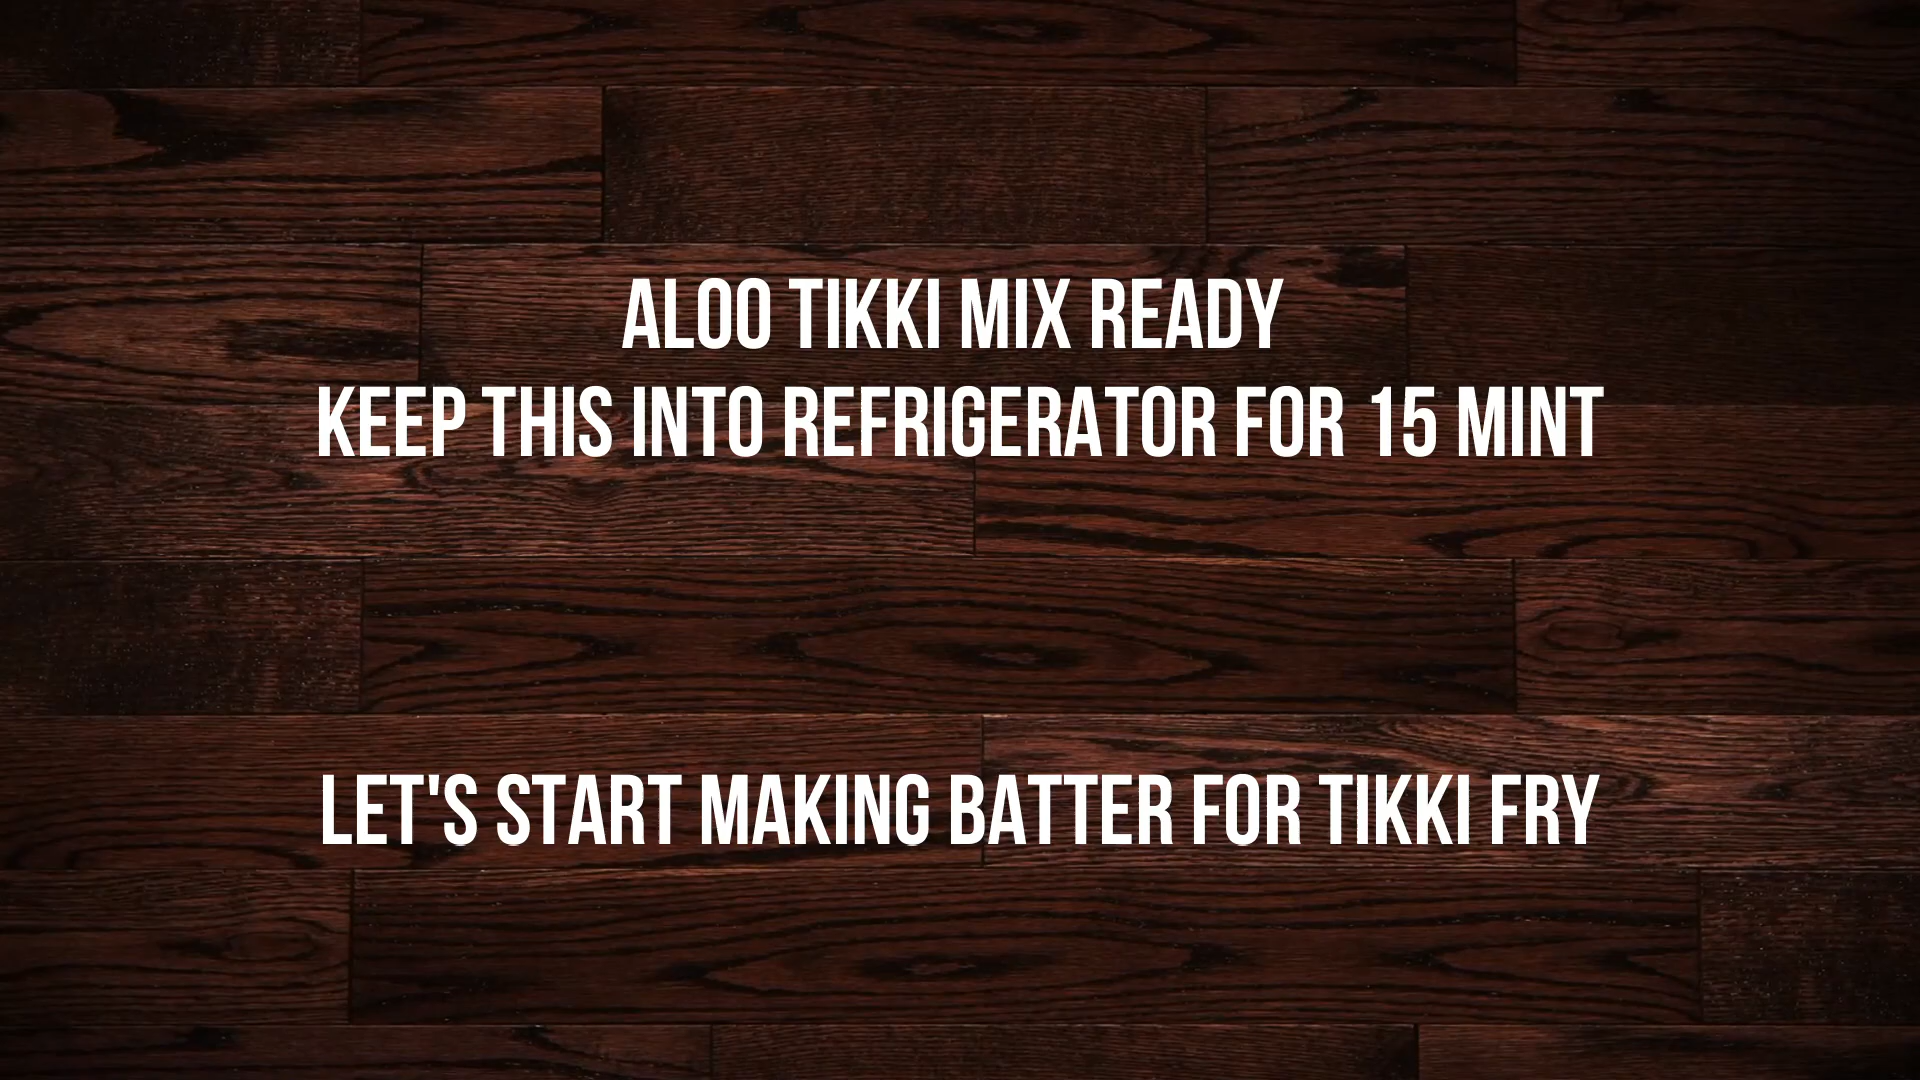 ALOO TIKKI MIX READY
KEEP THIS INTO REFRIGERATOR FOR 15 MINT
LET'S START MAKING BATTER FOR TIKKI FRY